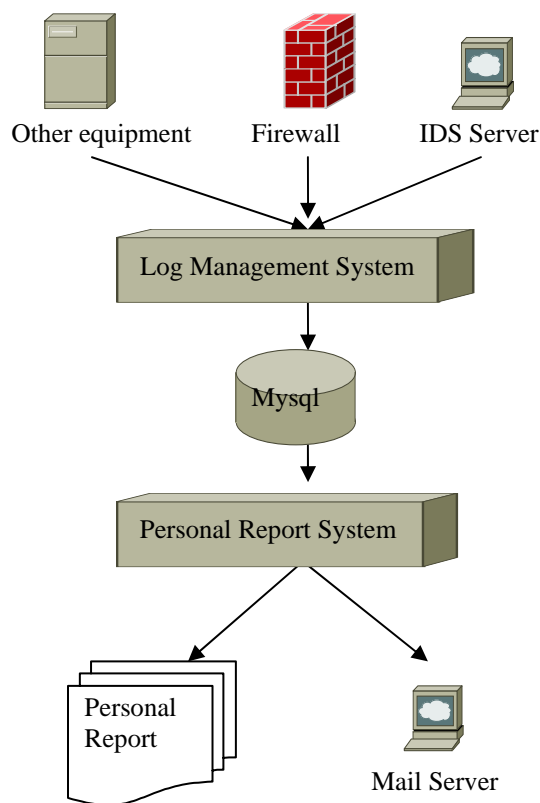 Other equipment
Firewall
IDS Server
Log Management System
Mysql
Personal Report System
Personal
Report
Mail Server